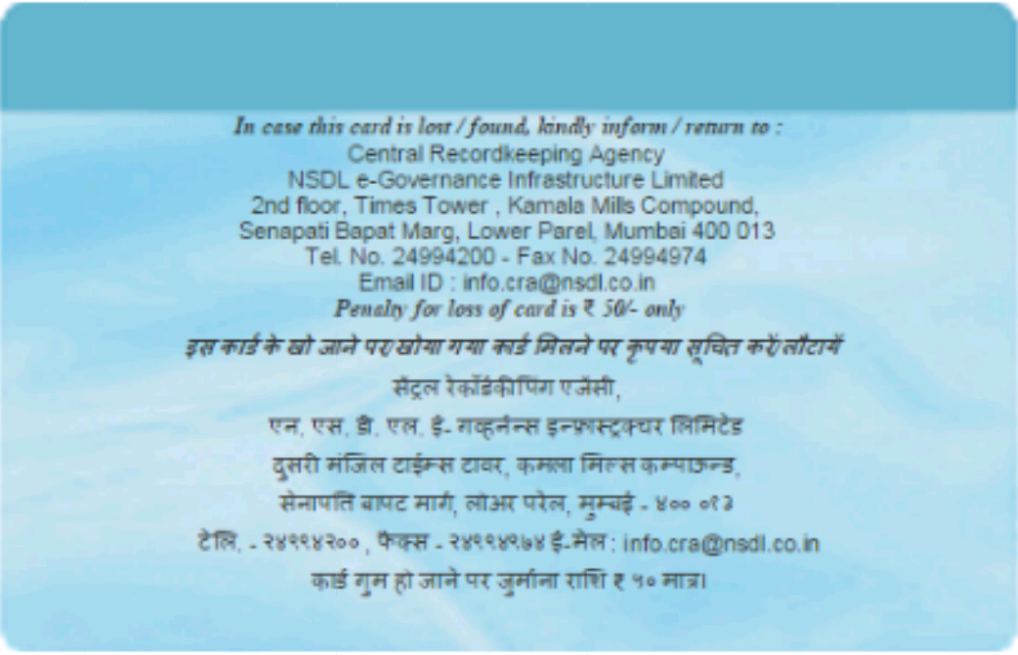 In case this card is lost / found, kindly inform / return to :
Central Recordkeeping Agency
NSDL e-Governance Infrastructure Limited
2nd floor, Times Tower , Kamala Mills Compound,
Senapati Bapat Marg, Lower Parel, Mumbai 400 013
Tel. No. 24994200 - Fax No. 24994974
Email ID : info.cra@nsdl.co.in
Penalty for loss of card is ₹ 50/- only
इस कार्ड के खो जाने पर/खोया गया कार्ड मिलने पर कृपया सूचित करें/लौटायें
सेंट्रल रेकॉर्डकीपिंग एजेंसी,
एन. एस. डी. एल. ई- गव्हर्नन्स इन्फ्रास्ट्रक्चर लिमिटेड
दुसरी मंजिल टाईम्स टावर, कमला मिल्स कम्पाऊन्ड,
सेनापति बापट मार्ग, लोअर परेल, मुम्बई - ४०० ०१३
टेलि. - २४९९४२०० , फैक्स - २४९९४९७४ ई-मेल : info.cra@nsdl.co.in
कार्ड गुम हो जाने पर जुर्माना राशि ₹ ५० मात्र।